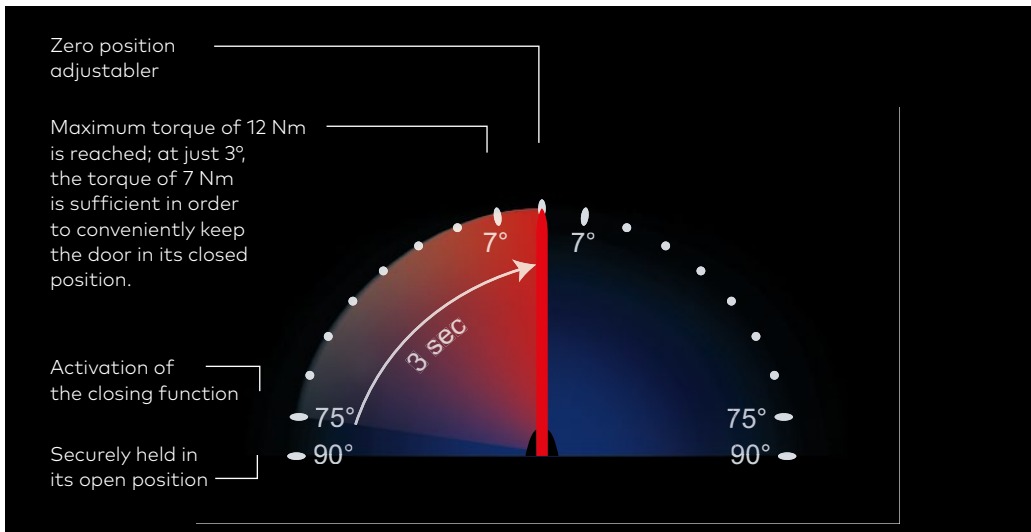 Zero position
adjustabler
Maximum torque of 12 Nm
is reached; at just 3°,
the torque of 7 Nm
is sufficient in order
to conveniently keep
the door in its closed
position.
7°
7°
3 sec
Activation of
the closing function
75°
75°
Securely held in
its open position
90°
90°